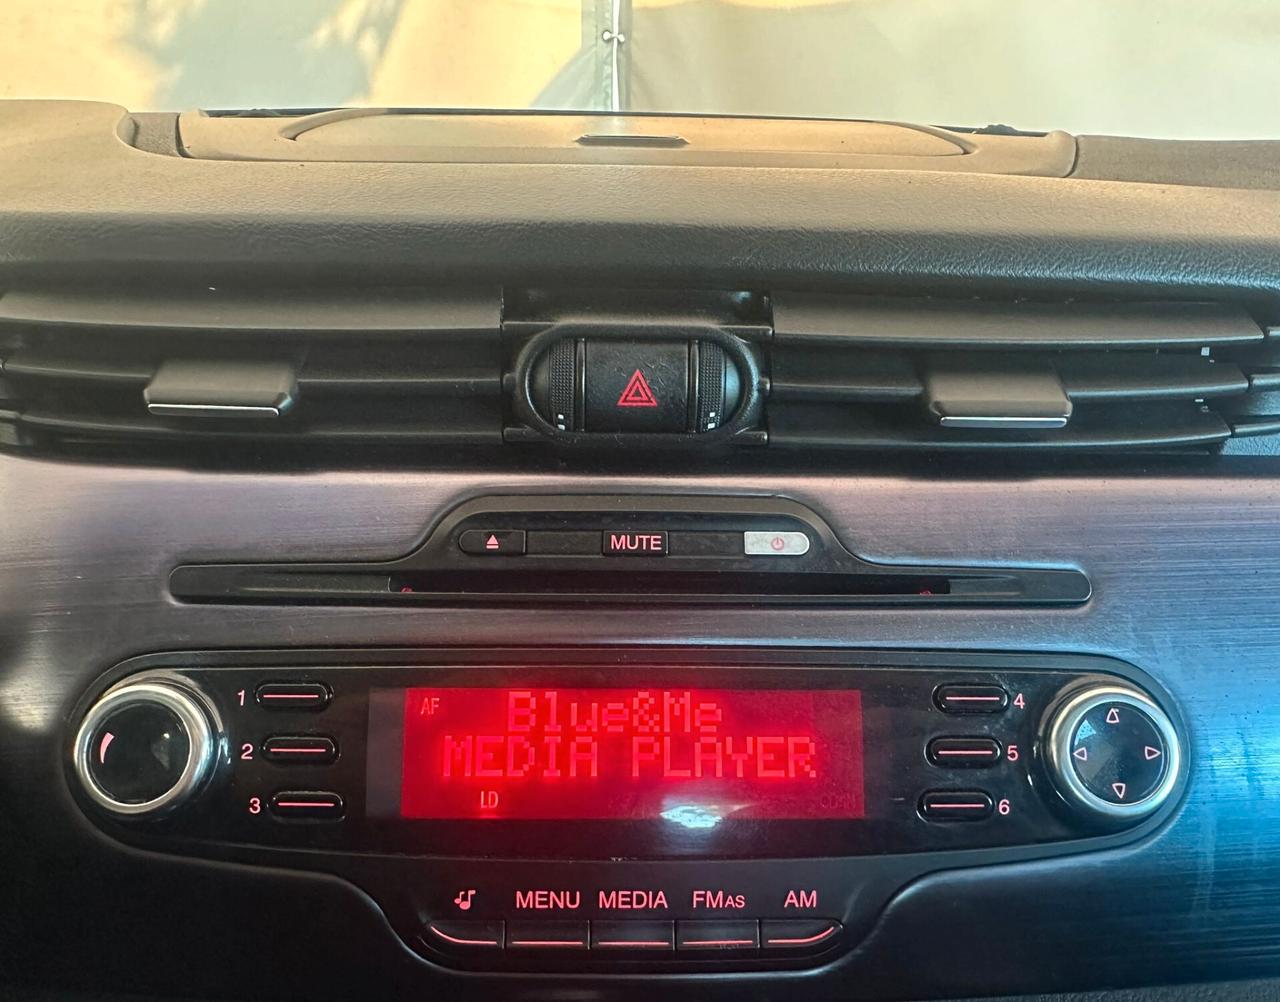 MUTE
1
4
AF
Blue&Me
2
MEDIA PLAYER
5
3
LD
6
MENU MEDIA FMAS AM